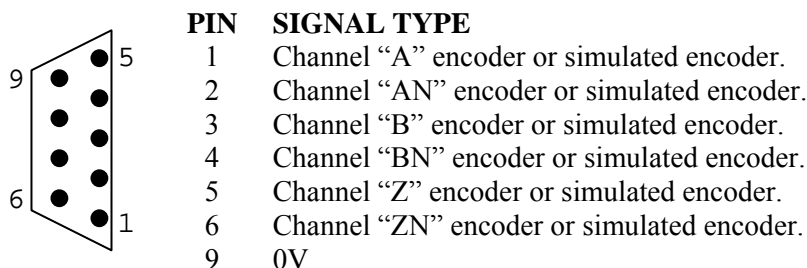 PIN SIGNAL TYPE
5 1 Channel “A” encoder or simulated encoder.
9 2 Channel “AN” encoder or simulated encoder.
3 Channel “B” encoder or simulated encoder.
4 Channel “BN” encoder or simulated encoder.
5 Channel “Z” encoder or simulated encoder.
6 6 Channel “ZN” encoder or simulated encoder.
1
9 0V